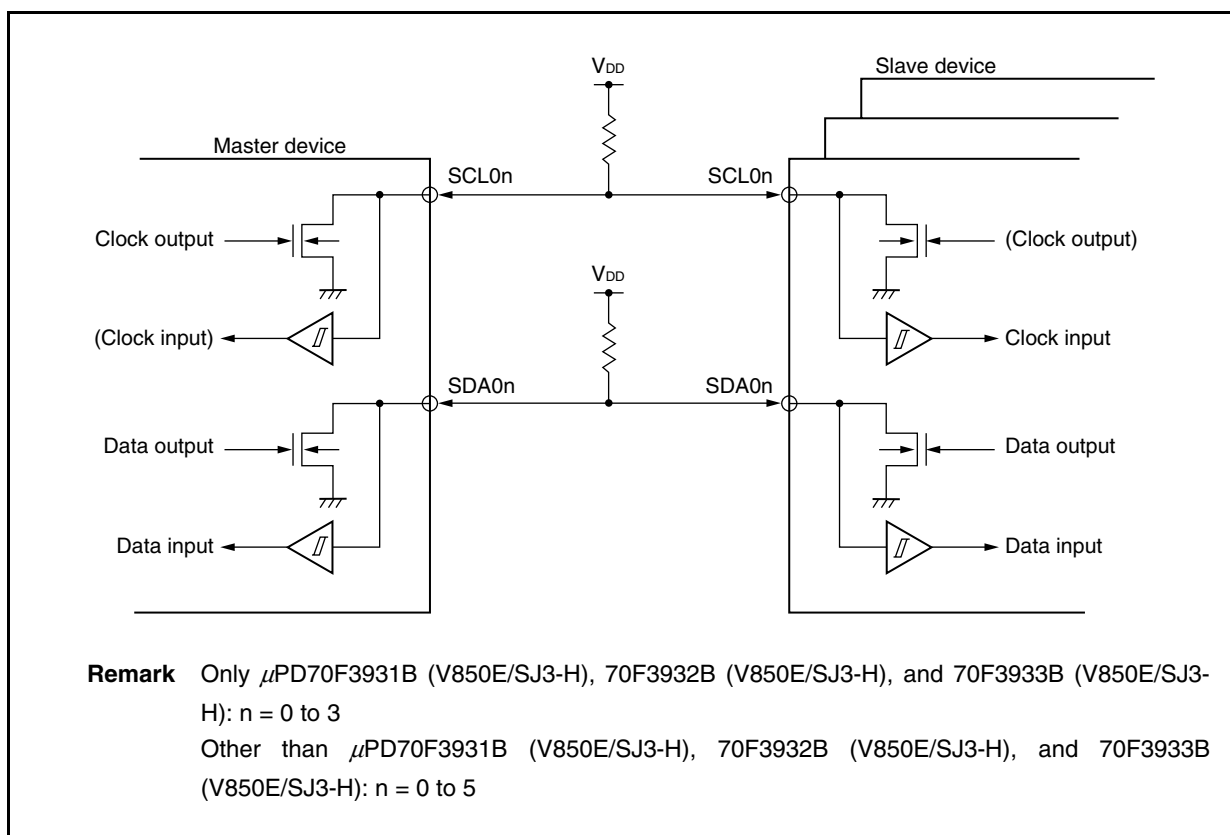 VDD
Slave device
Master device
SCL0n
SCL0n
Clock output
(Clock output)
(Clock input)
Clock input
VDD
SDA0n
SDA0n
Data output
Data output
Data input
Data input
Remark Only μPD70F3931B (V850E/SJ3-H), 70F3932B (V850E/SJ3-H), and 70F3933B (V850E/SJ3-
H): n = 0 to 3
Other than μPD70F3931B (V850E/SJ3-H), 70F3932B (V850E/SJ3-H), and 70F3933B
(V850E/SJ3-H): n = 0 to 5